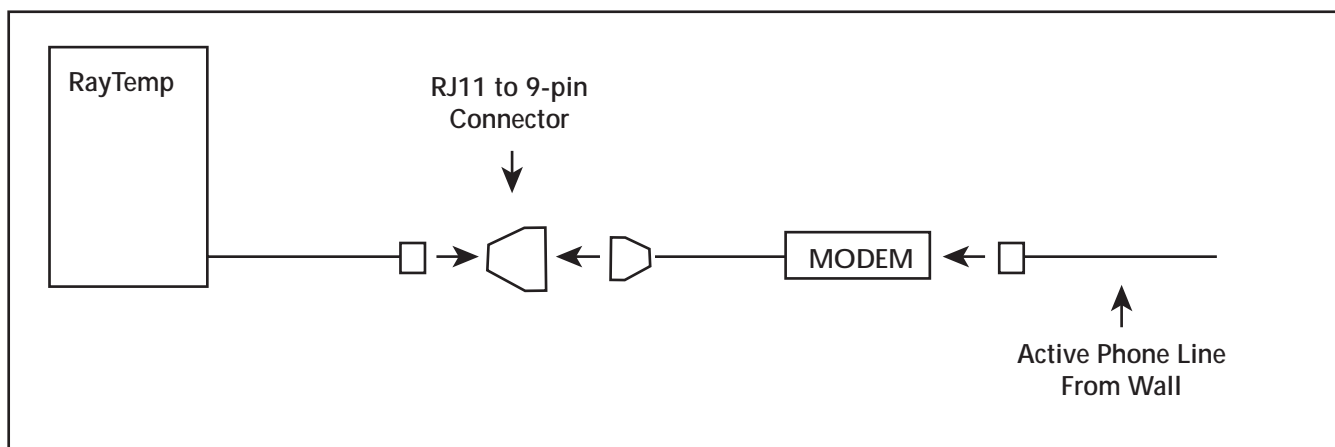 RayTemp
RJ11 to 9-pin
Connector
MODEM
Active Phone Line
From Wall